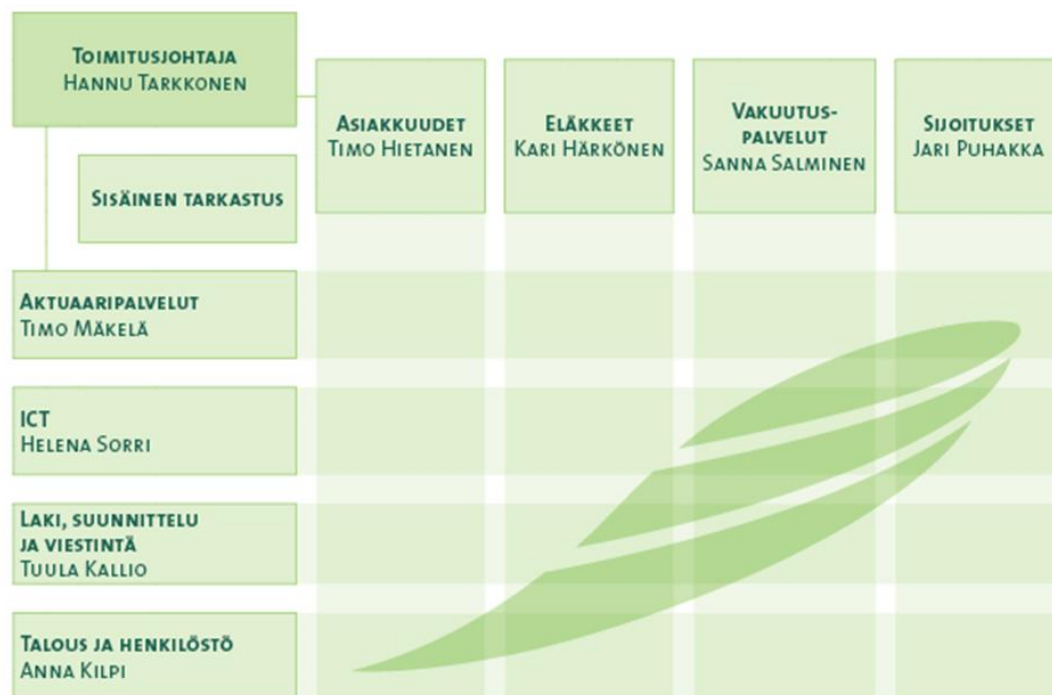 Toimitusjohtaja
Hannu Tarkkonen
Asiakkuudet
Timo Hietanen
Eläkkeet
Kari Härkönen
Vakuutus-
palvelut
Sanna Salminen
Sijoitukset
Jari Puhakka
Sisäinen tarkastus
Aktuaaripalvelut
Timo Mäkelä
ICT
Helena Sorri
Laki, suunnittelu
ja viestintä
Tuula Kallio
Talous ja henkilöstö
Anna Kilpi